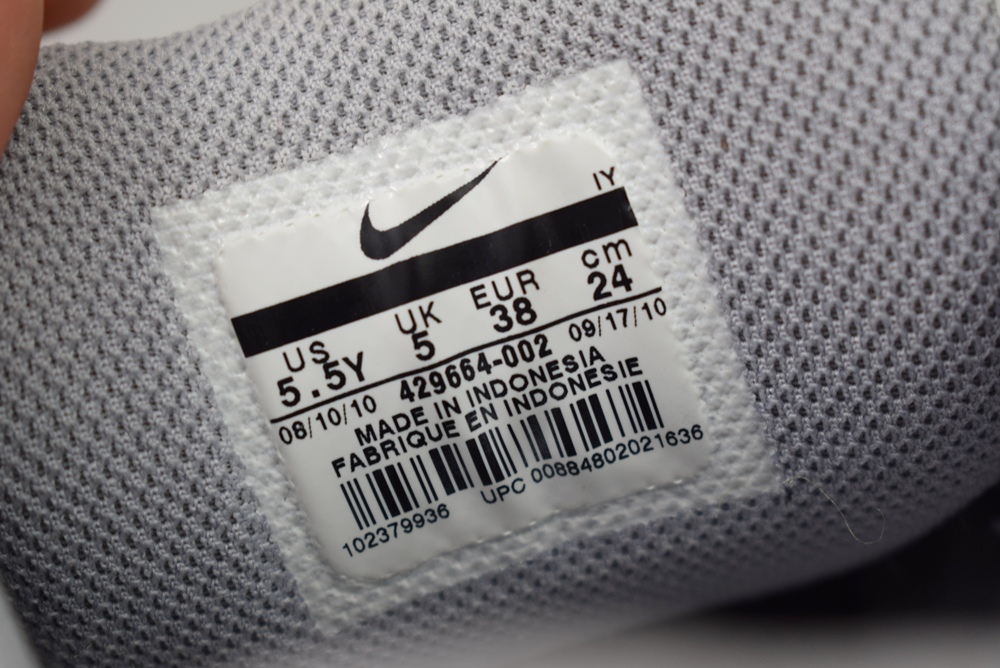 IY
US UK EUR cm
5.5Y 5 38 24
08/10/10 429664-002 09/17/10
MADE IN INDONESIA
FABRIQUE EN INDONESIE
102379936 UPC 00884802021636